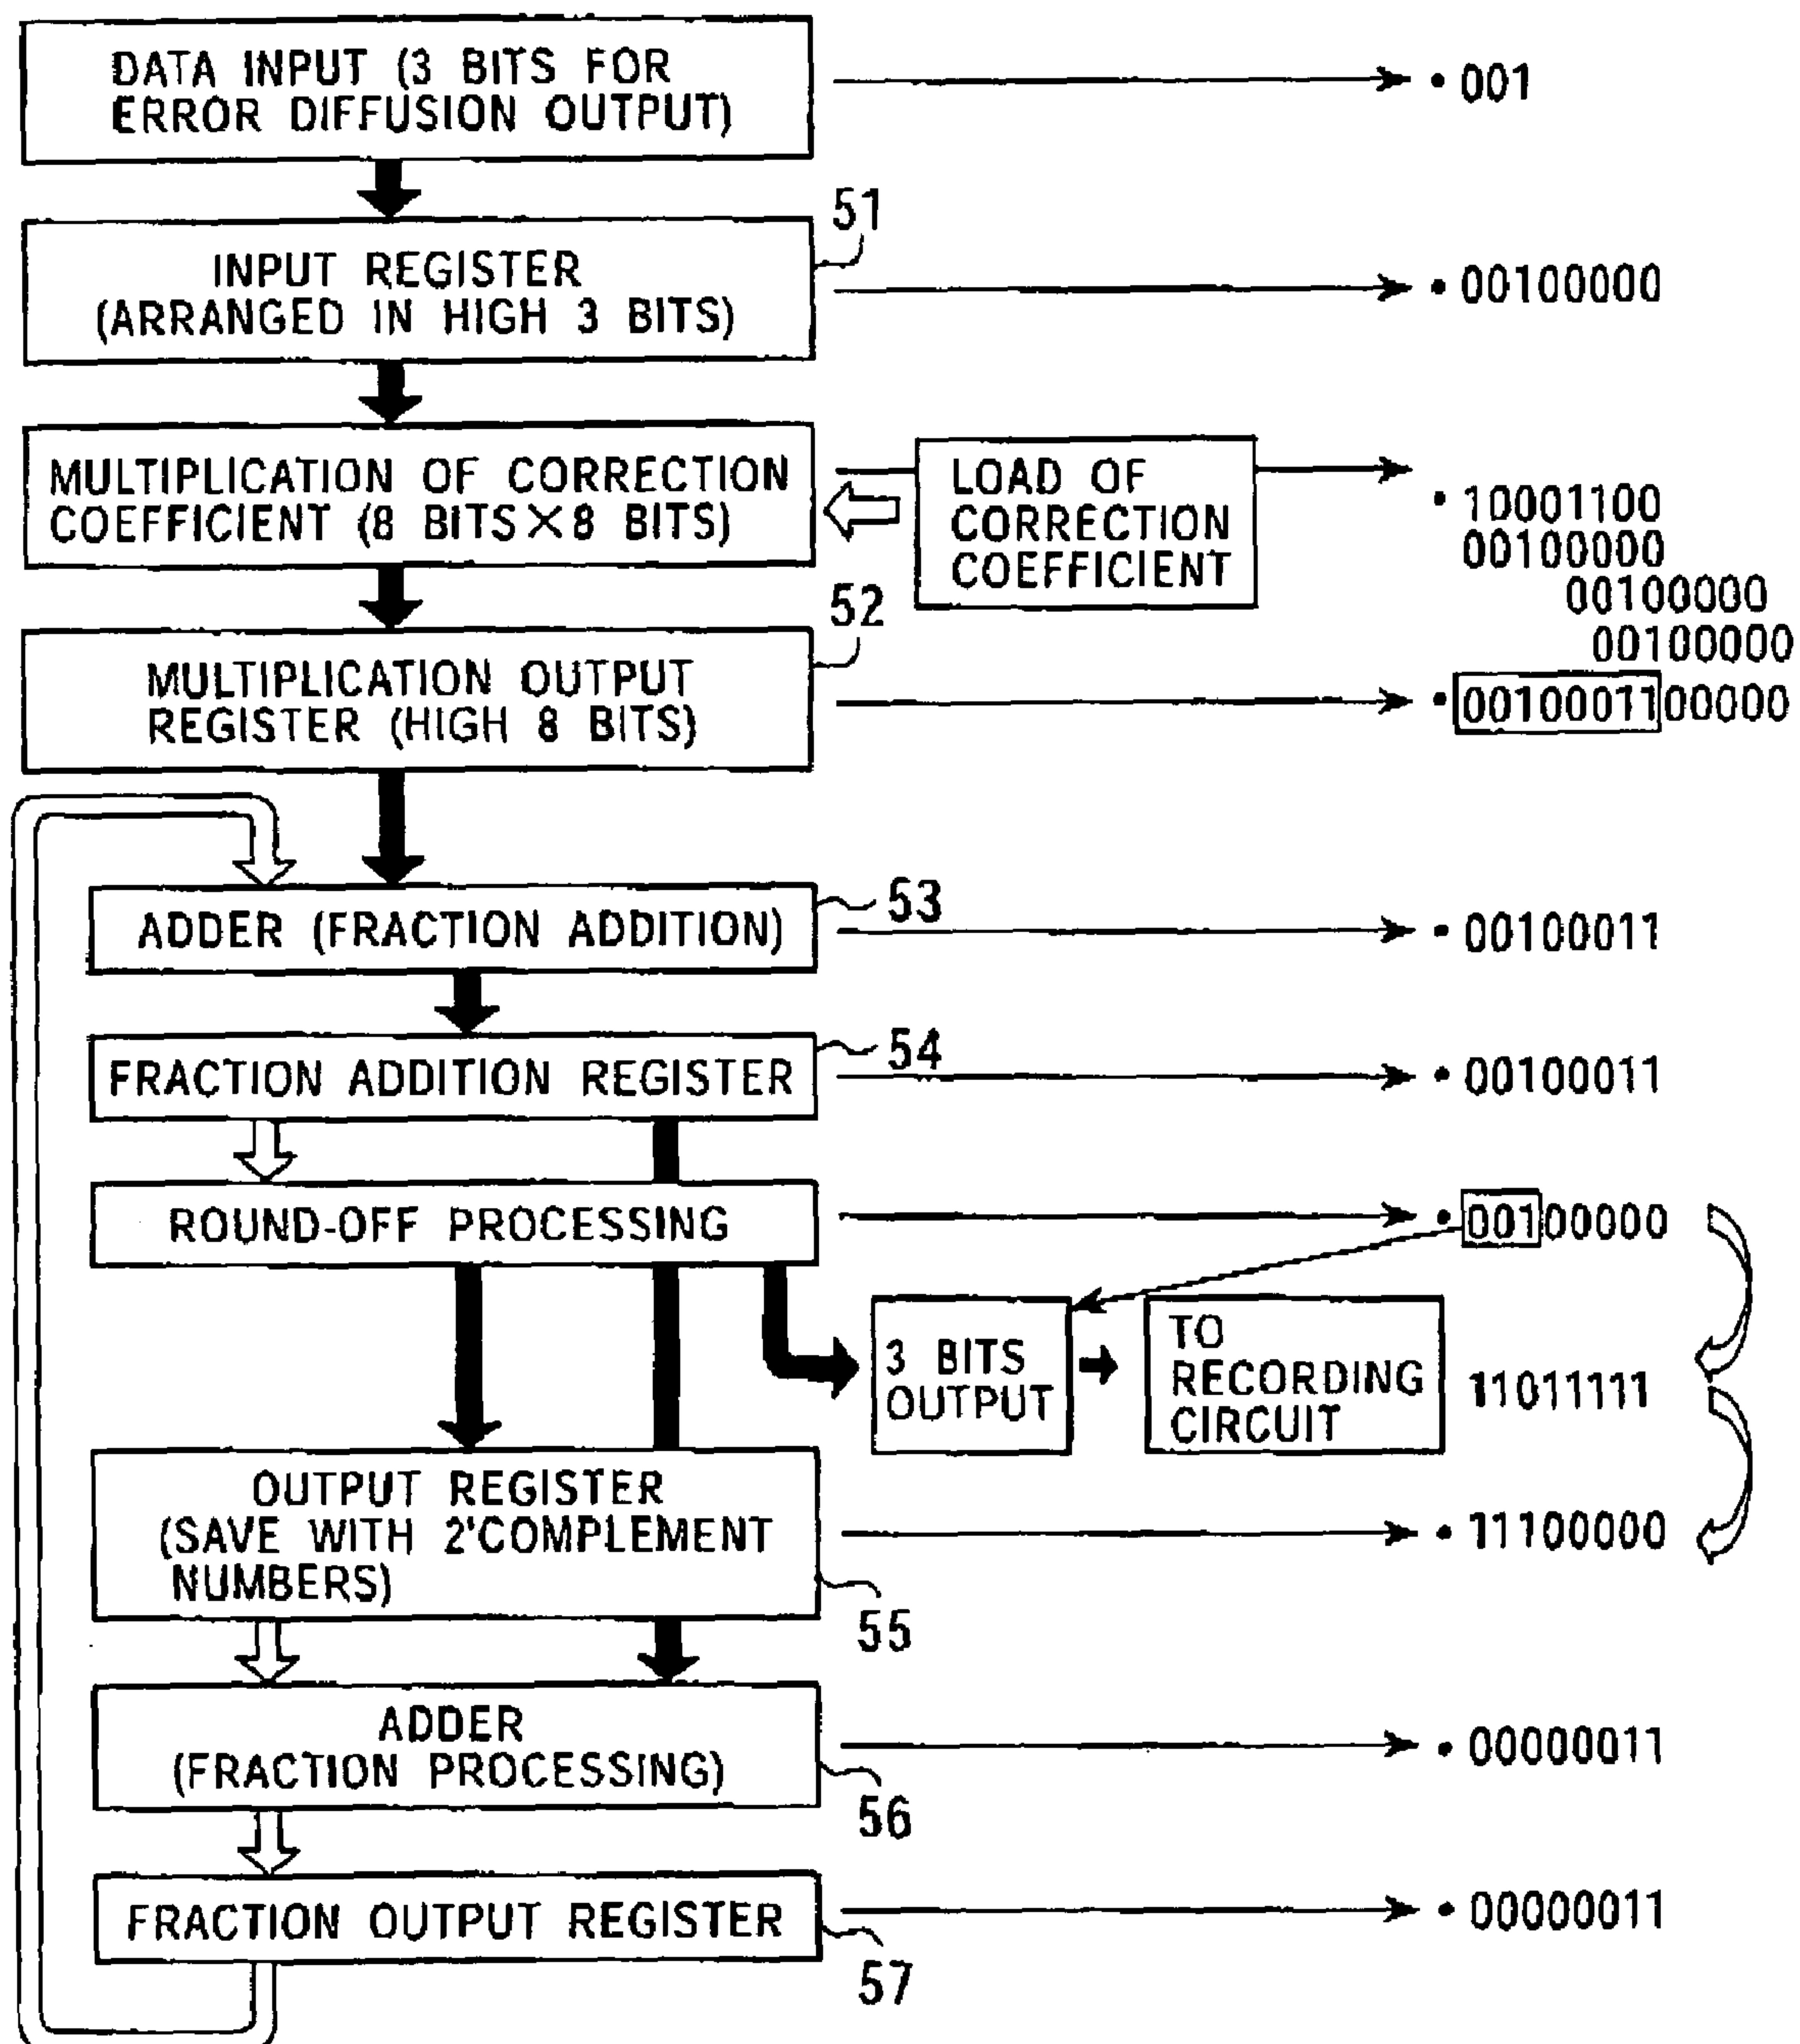 DATA INPUT (3 BITS FOR
ERROR DIFFUSION OUTPUT)
• 001
51
INPUT REGISTER
(ARRANGED IN HIGH 3 BITS)
• 00100000
MULTIPLICATION OF CORRECTION
COEFFICIENT (8 BITS×8 BITS)
LOAD OF
CORRECTION
COEFFICIENT
• 10001100
00100000
00100000
00100000
52
MULTIPLICATION OUTPUT
REGISTER (HIGH 8 BITS)
• 0010001100000
53
ADDER (FRACTION ADDITION)
• 00100011
54
FRACTION ADDITION REGISTER
• 00100011
ROUND-OFF PROCESSING
• 00100000
3 BITS
OUTPUT
TO
RECORDING
CIRCUIT
11011111
OUTPUT REGISTER
(SAVE WITH 2'COMPLEMENT
NUMBERS)
• 11100000
55
ADDER
(FRACTION PROCESSING)
• 00000011
56
FRACTION OUTPUT REGISTER
• 00000011
57